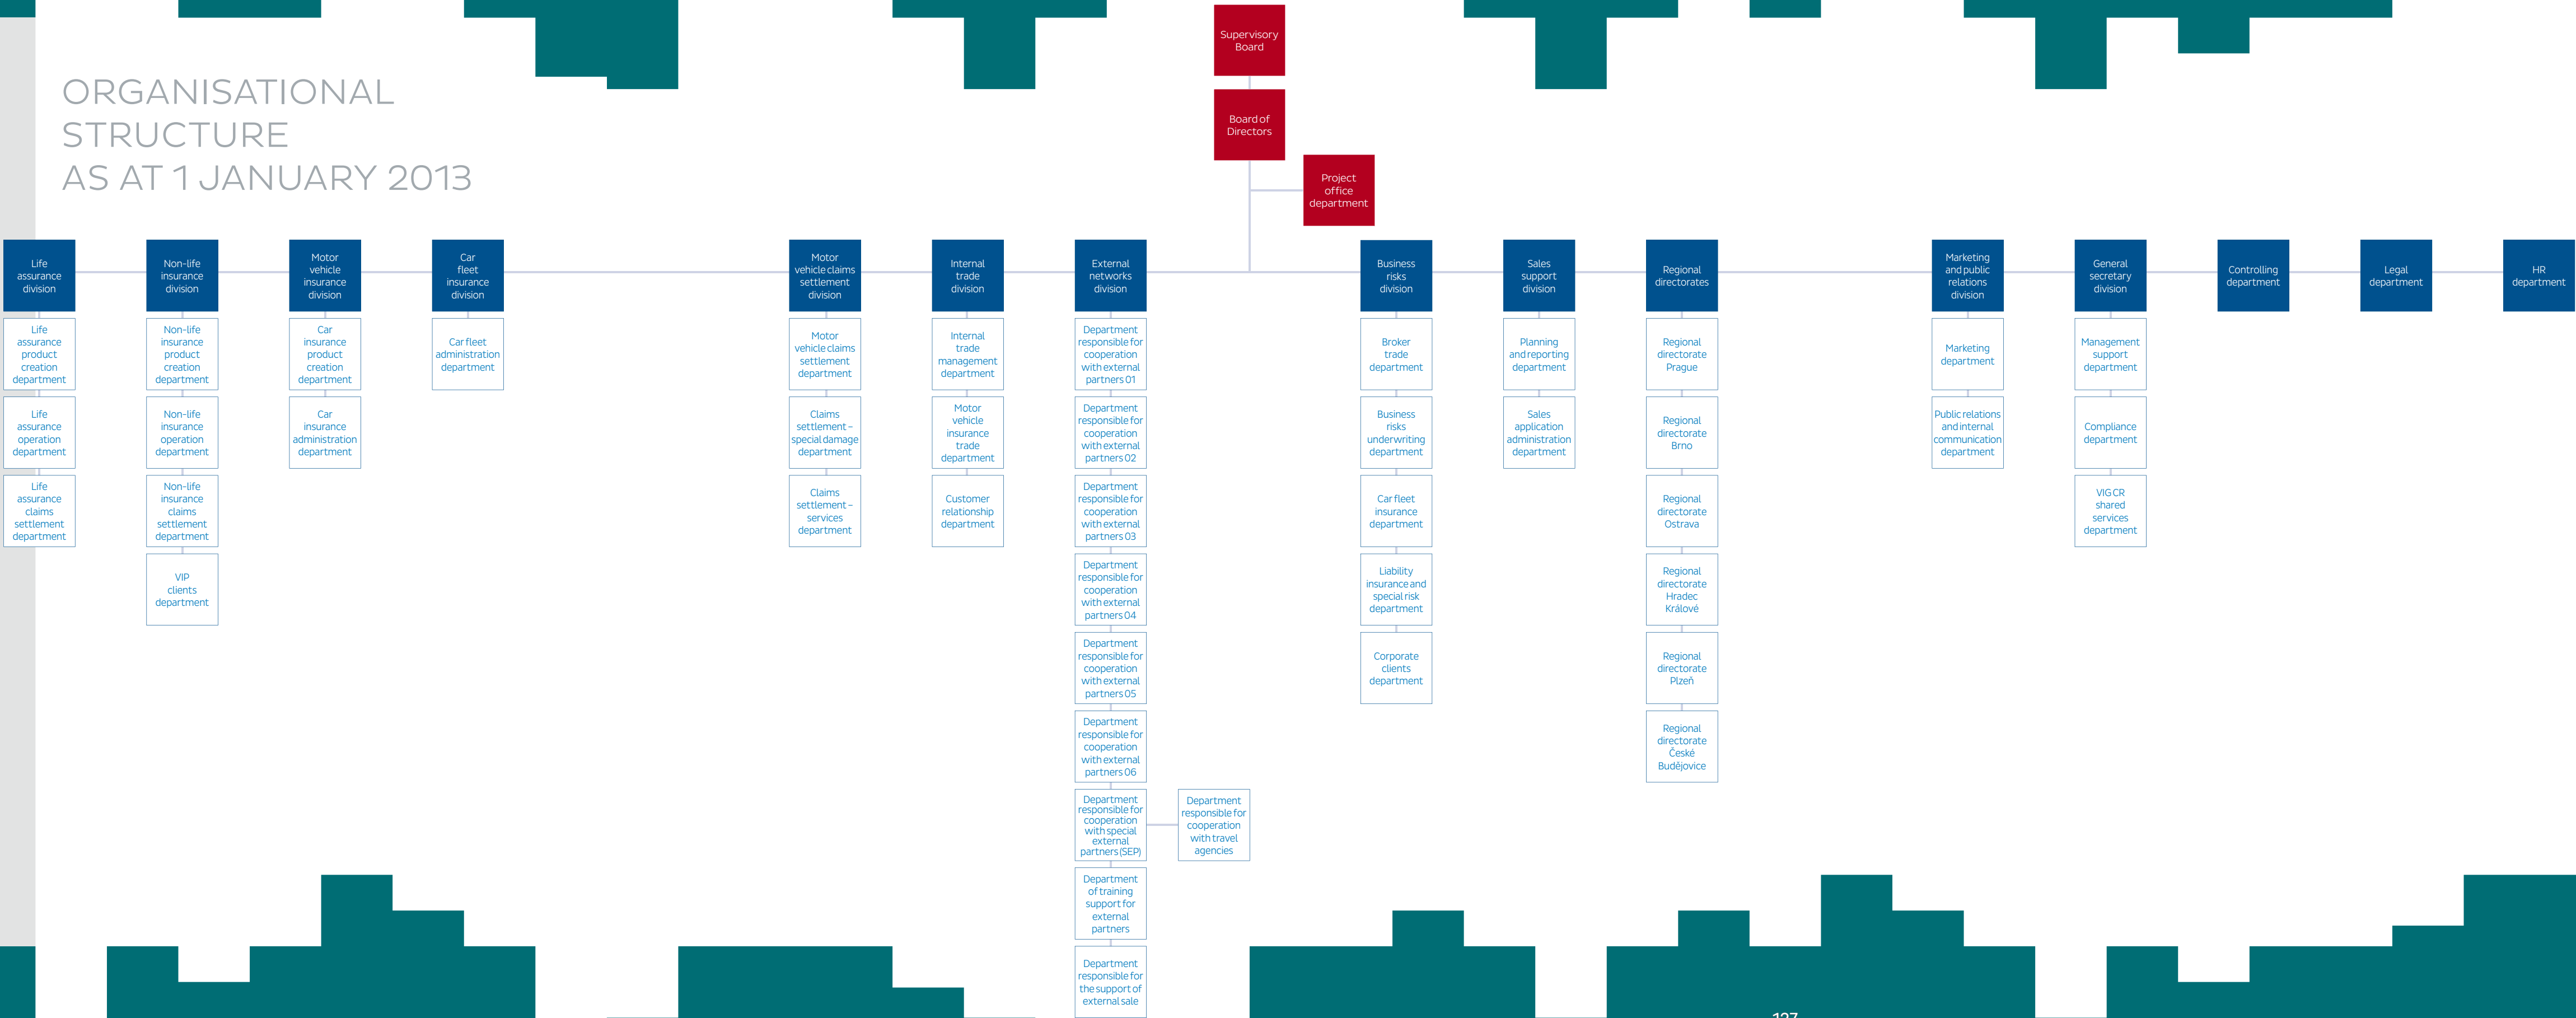 ORGANISATIONAL
STRUCTURE
AS AT 1 JANUARY 2013
Supervisory
Board
Board of
Directors
Project
office
department
Life
assurance
division
Non-life
insurance
division
Motor
vehicle
insurance
division
Car
fleet
insurance
division
Motor
vehicle claims
settlement
division
Internal
trade
division
External
networks
division
Business
risks
division
Sales
support
division
Regional
directorates
Marketing
and public
relations
division
General
secretary
division
Controlling
department
Legal
department
HR
department
Life
assurance
product
creation
department
Life
assurance
operation
department
Life
assurance
claims
settlement
department
Non-life
insurance
product
creation
department
Non-life
insurance
operation
department
Non-life
insurance
claims
settlement
department
VIP
clients
department
Car
insurance
product
creation
department
Car
insurance
administration
department
Car fleet
administration
department
Motor
vehicle claims
settlement
department
Claims
settlement –
special damage
department
Claims
settlement –
services
department
Internal
trade
management
department
Motor
vehicle
insurance
trade
department
Customer
relationship
department
Department
responsible for
cooperation
with external
partners 01
Department
responsible for
cooperation
with external
partners 02
Department
responsible for
cooperation
with external
partners 03
Department
responsible for
cooperation
with external
partners 04
Department
responsible for
cooperation
with external
partners 05
Department
responsible for
cooperation
with external
partners 06
Department
responsible for
cooperation
with special
external
partners (SEP)
Department
responsible for
cooperation
with travel
agencies
Department
of training
support for
external
partners
Department
responsible for
the support of
external sale
Broker
trade
department
Business
risks
underwriting
department
Car fleet
insurance
department
Liability
insurance and
special risk
department
Corporate
clients
department
Planning
and reporting
department
Sales
application
administration
department
Regional
directorate
Prague
Regional
directorate
Brno
Regional
directorate
Ostrava
Regional
directorate
Hradec
Králové
Regional
directorate
Plzeň
Regional
directorate
České
Budějovice
Marketing
department
Public relations
and internal
communication
department
Management
support
department
Compliance
department
VIG CR
shared
services
department